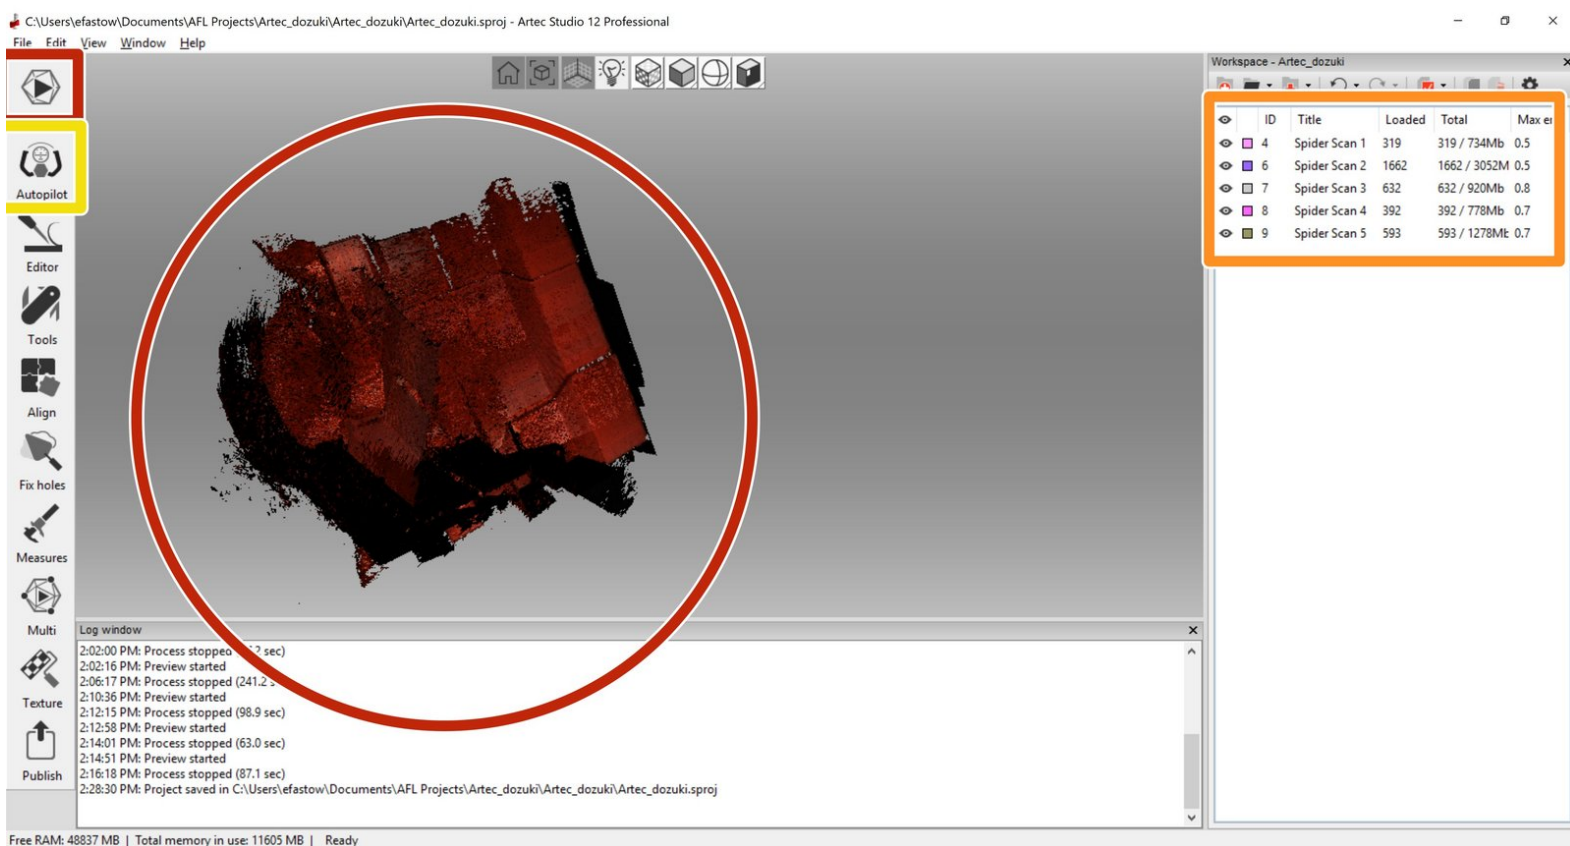 C:\Users\efastow\Documents\AFL Projects\Artec_dozuki\Artec_dozuki\Artec_dozuki.sproj - Artec Studio 12 Professional
File Edit View Window Help
Autopilot
Editor
Tools
Align
Fix holes
Measures
Multi
Texture
Publish
Workspace - Artec_dozuki
ID Title Loaded Total Max
4 Spider Scan 1 319 319 / 734Mb 0.5
6 Spider Scan 2 1662 1662 / 3052M 0.5
7 Spider Scan 3 632 632 / 920Mb 0.8
8 Spider Scan 4 392 392 / 778Mb 0.7
9 Spider Scan 5 593 593 / 1278Mb 0.7
Log window
2:02:00 PM: Process stopped sec)
2:02:16 PM: Preview started
2:06:17 PM: Process stopped (241.2
2:10:36 PM: Preview started
2:12:15 PM: Process stopped (98.9 sec)
2:12:58 PM: Preview started
2:14:01 PM: Process stopped (63.0 sec)
2:14:51 PM: Preview started
2:16:18 PM: Process stopped (87.1 sec)
2:28:30 PM: Project saved in C:\Users\efastow\Documents\AFL Projects\Artec_dozuki\Artec_dozuki\Artec_dozuki.sproj
Free RAM: 48837 MB | Total memory in use: 11605 MB | Ready